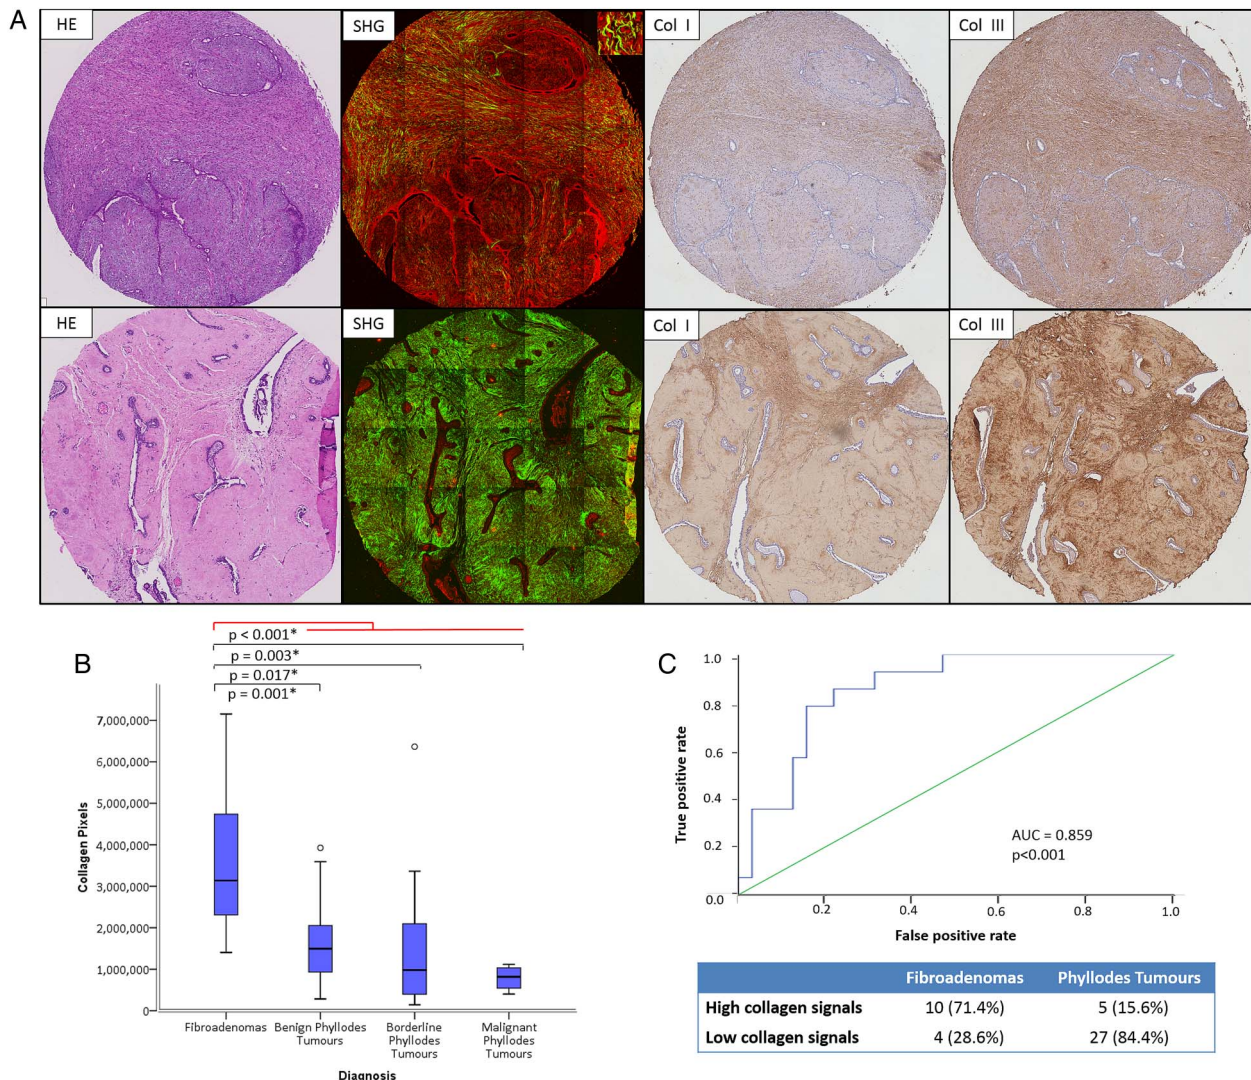 A
HE
SHG
Col I
Col III
HE
SHG
Col I
Col III
B
p < 0.001*
p = 0.003*
p = 0.017*
p = 0.001*
7,000,000
6,000,000
5,000,000
4,000,000
3,000,000
2,000,000
1,000,000
0
Collagen Pixels
Fibroadenomas
Benign Phyllodes
Tumours
Borderline
Phyllodes
Tumours
Malignant
Phyllodes
Tumours
Diagnosis
C
1.0
0.8
0.6
0.4
0.2
0.0
True positive rate
AUC = 0.859
p<0.001
0.2
0.4
0.6
0.8
1.0
False positive rate
Fibroadenomas Phyllodes Tumours
High collagen signals 10 (71.4%) 5 (15.6%)
Low collagen signals 4 (28.6%) 27 (84.4%)